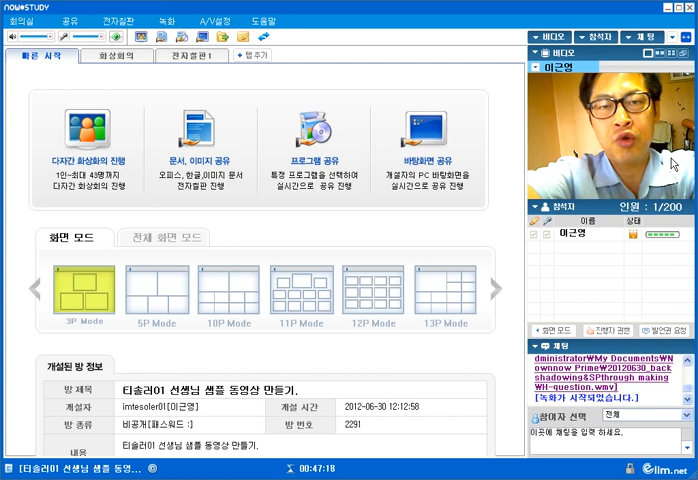 NOW★STUDY
회의실 공유 전자칠판 녹화 A/V설정 도움말
비디오 참석자 채팅
빠른 시작 화상회의 전자칠판1 + 탭추가
비디오
이근영
다자간 화상회의 진행
1인~최대 43명까지
다자간 화상회의 진행
문서, 이미지 공유
오피스, 한글,이미지 문서
전자칠판 진행
프로그램 공유
특정 프로그램을 선택하여
실시간으로 공유 진행
바탕화면 공유
개설자의 PC 바탕화면을
실시간으로 공유 진행
참석자 인원 : 1/200
이름 상태
이근영
화면 모드 전체 화면 모드
3P Mode 5P Mode 10P Mode 11P Mode 12P Mode 13P Mode
화면 모드 진행자 권한 발언권 요청
채팅
dministrator\My Documents\N
ownnow Prime\20120630_back
shadowing&SPthrough making
\H-question.wmv]
[녹화가 시작되었습니다.]
참여자 선택 전체
이곳에 채팅을 입력 하세요.
개설된 방 정보
방 제목 티솔러01 선생님 샘플 동영상 만들기.
개설자 imtesoler01[이근영] 개설 시간 2012-06-30 12:12:58
방 종류 비공개[패스워드 :] 방 번호 2291
내용 티솔러01 선생님 샘플 동영상 만들기.
[티솔러01 선생님 샘플 동영... 00:47:18 elim.net